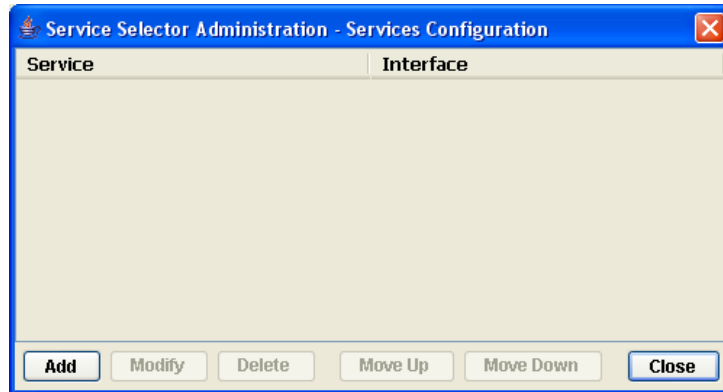 Service Selector Administration - Services Configuration
Service Interface
Add Modify Delete Move Up Move Down Close